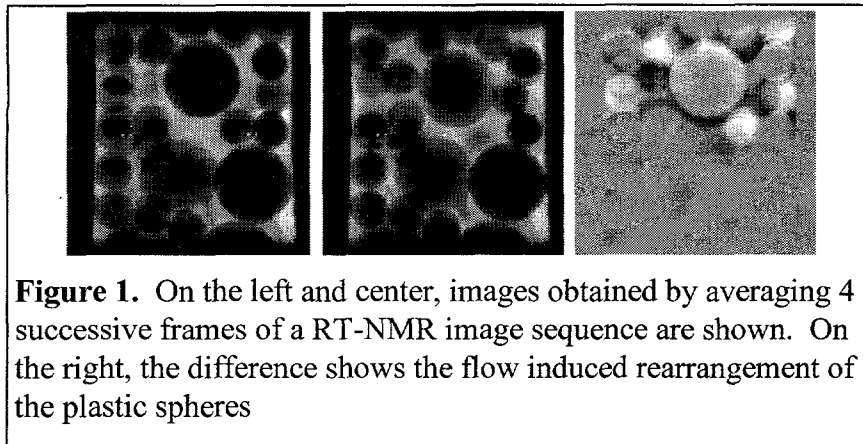 Figure 1. On the left and center, images obtained by averaging 4
successive frames of a RT-NMR image sequence are shown. On
the right, the difference shows the flow induced rearrangement of
the plastic spheres